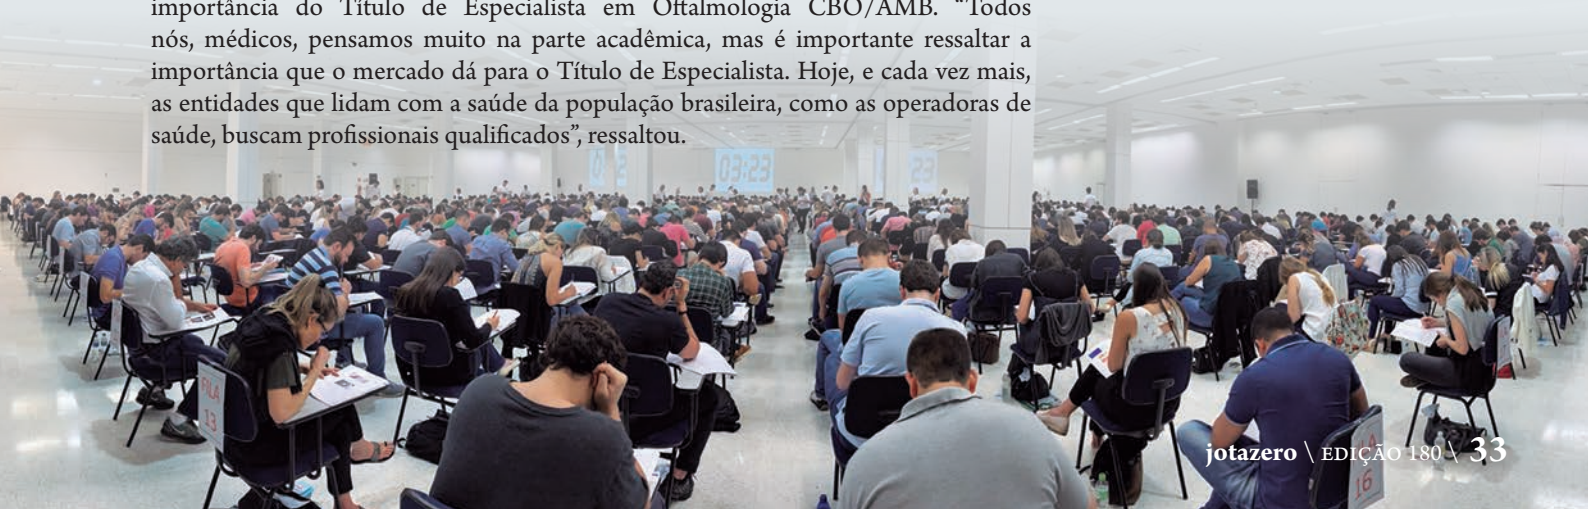 importância do Título de Especialista em Oftalmologia CBO/AMB. “Todos
nós, médicos, pensamos muito na parte acadêmica, mas é importante ressaltar a
importância que o mercado dá para o Título de Especialista. Hoje, e cada vez mais,
as entidades que lidam com a saúde da população brasileira, como as operadoras de
saúde, buscam profissionais qualificados”, ressaltou.
03:23
23
FILA
13
jotazero \ EDIÇÃO 180 \ 33
16